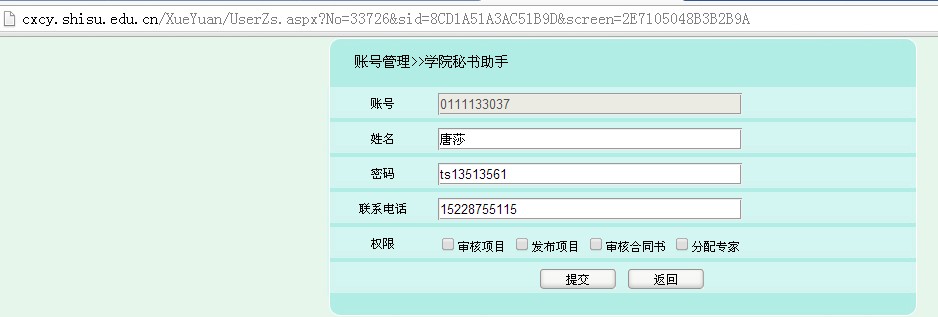 cxcy.shisu.edu.cn/XueYuan/UserZs.aspx?No=33726&sid=8CD1A51A3AC51B9D&screen=2E7105048B3B2B9A
账号管理>>学院秘书助手
账号 0111133037
姓名 唐莎
密码 ts13513561
联系电话 15228755115
权限 审核项目 发布项目 审核合同书 分配专家
提交 返回